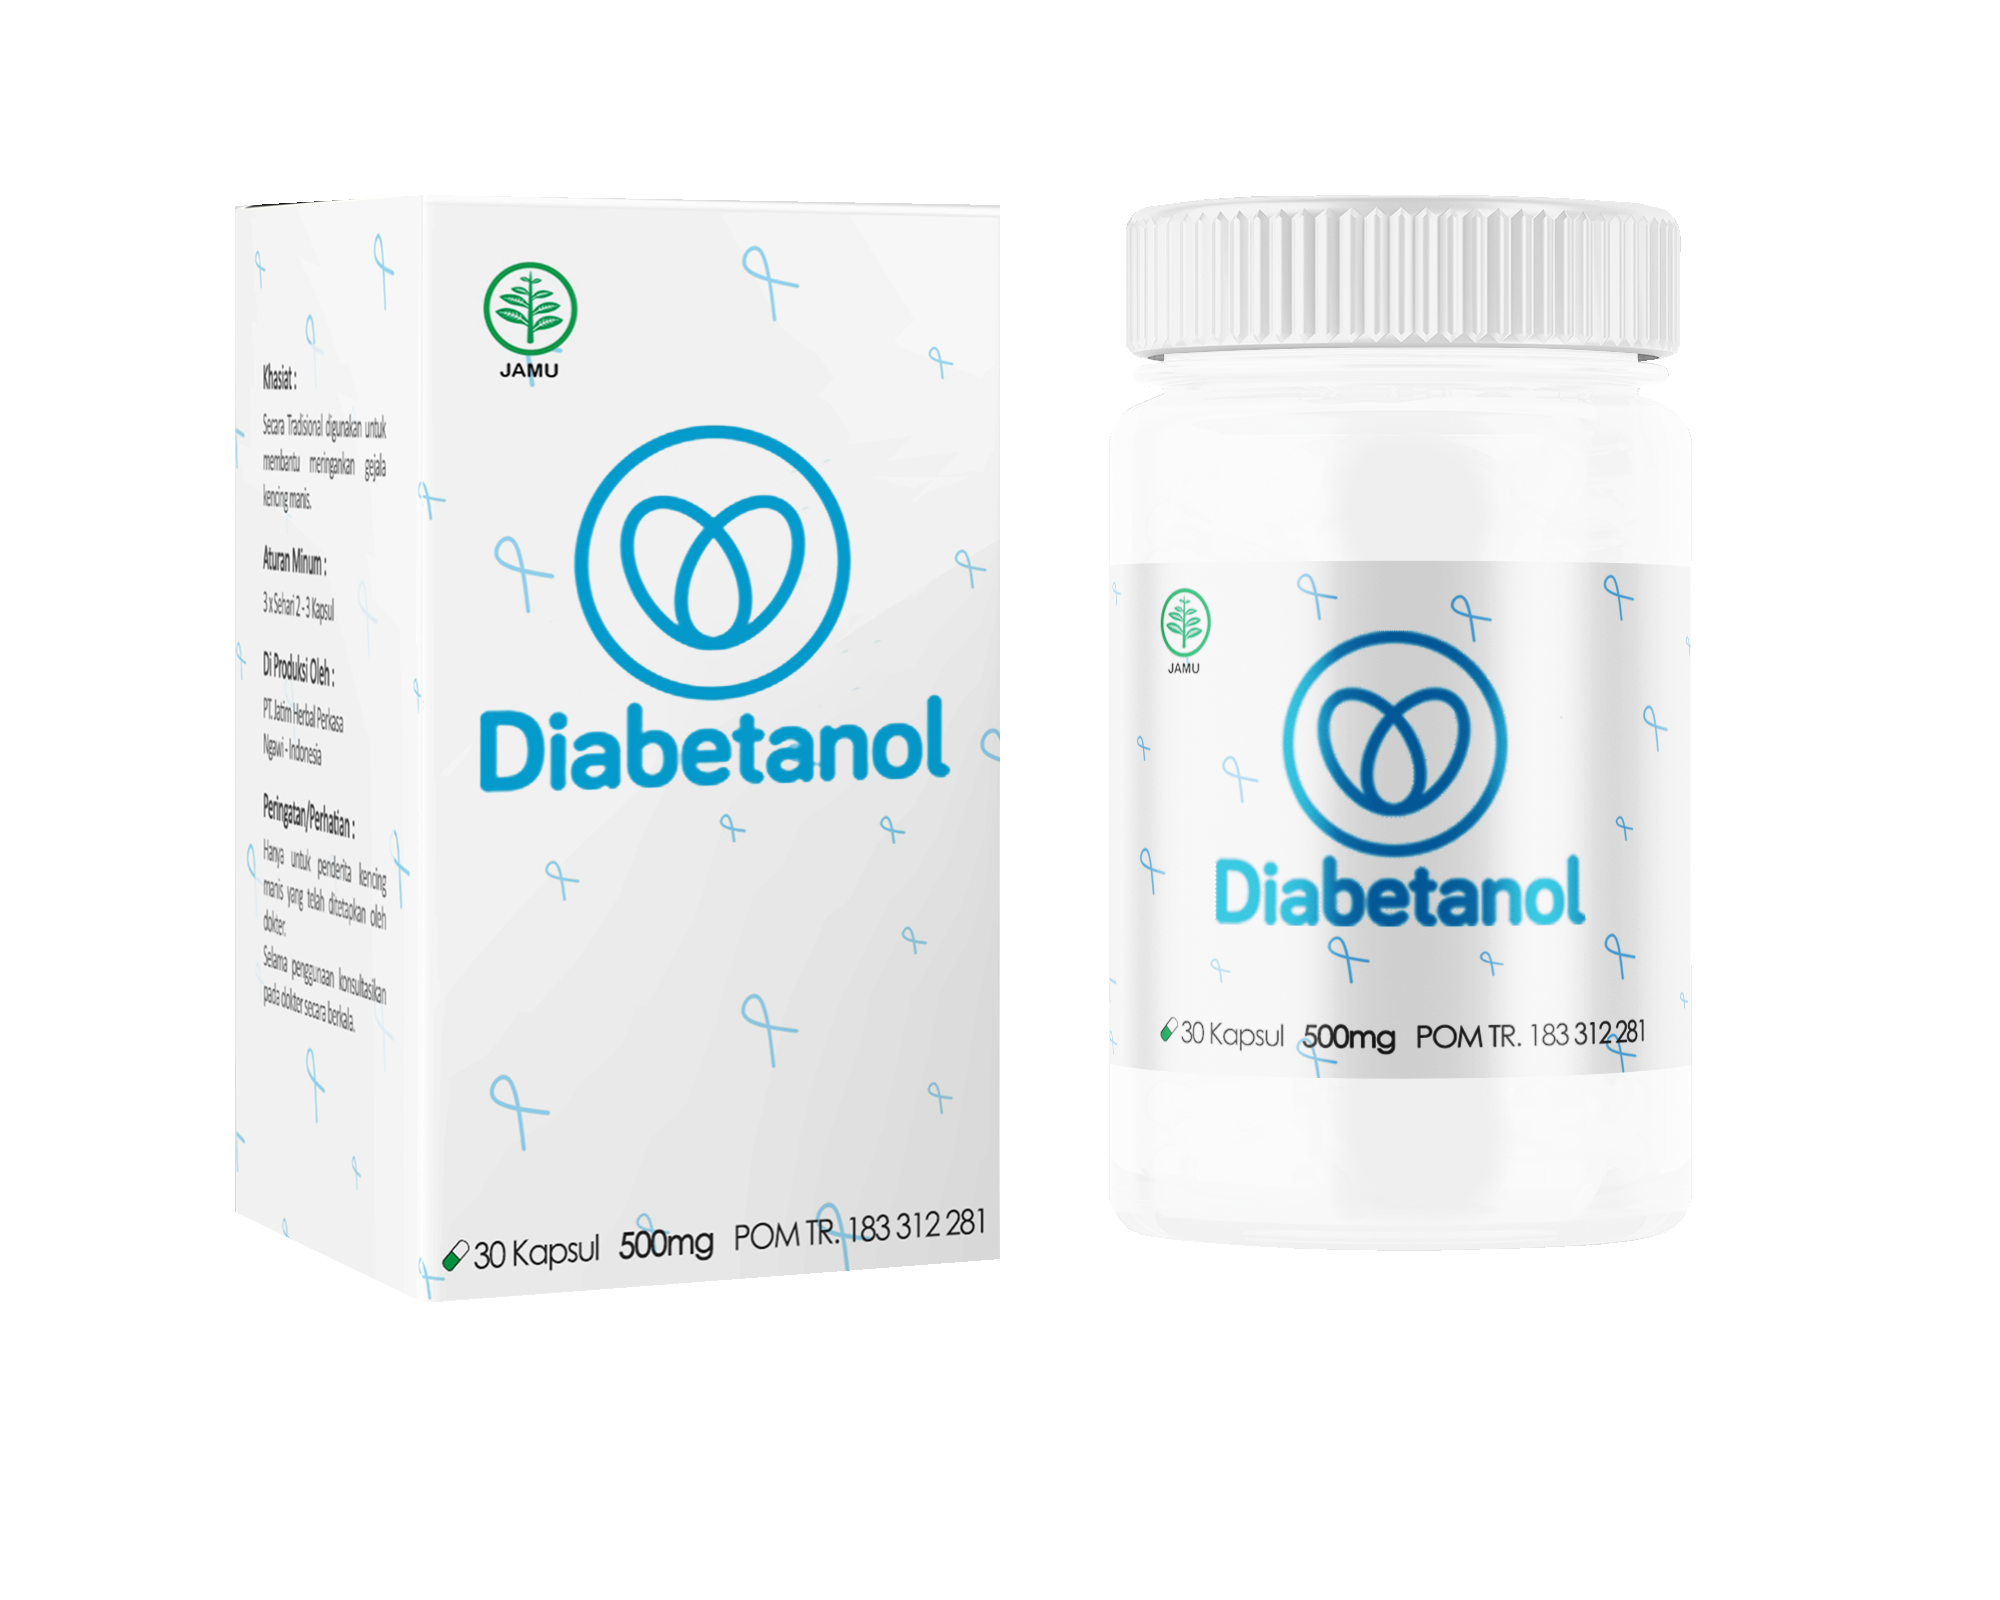 JAMU
Diabetanol
30 Kapsul 500mg POM TR. 183 312 281
Khasiat :
Secara Tradisional digunakan untuk
membantu meringankan gejala
kencing manis.
Aturan Minum :
3 x Sehari 2 - 3 Kapsul
Di Produksi Oleh :
PT. Jatim Herbal Perkasa
Ngawi - Indonesia
Peringatan/Perhatian :
Hanya untuk penderita kencing
manis yang telah ditetapkan oleh
dokter.
Selama penggunaan konsultasikan
pada dokter secara berkala.
JAMU
Diabetanol
30 Kapsul 500mg POM TR. 183 312 281